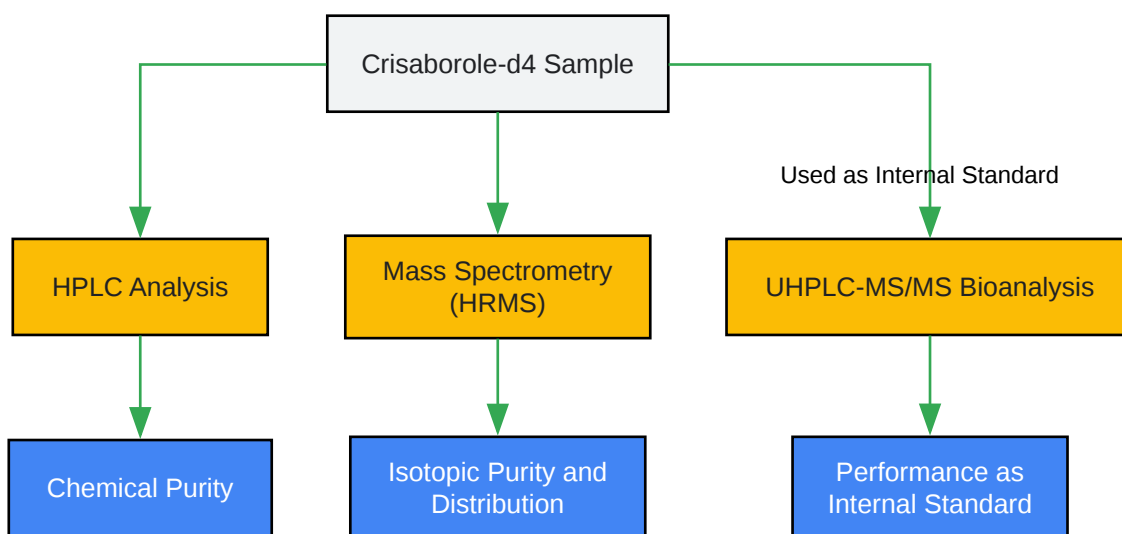 Crisaborole-d4 Sample
Used as Internal Standard
HPLC Analysis
Mass Spectrometry
(HRMS)
UHPLC-MS/MS Bioanalysis
Chemical Purity
Isotopic Purity and
Distribution
Performance as
Internal Standard